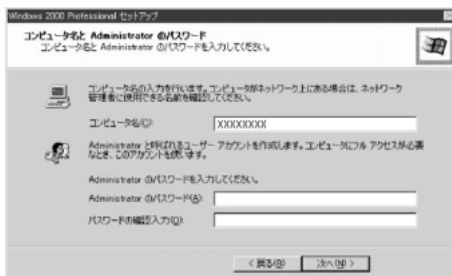 Windows 2000 Professional セットアップ
コンピュータ名と Administrator のパスワード
コンピュータ名と Administrator のパスワードを入力してください。
コンピュータ名の入力を行います。コンピュータがネットワーク上にある場合は、ネットワーク
管理者に使用できる名前を確認してください。
コンピュータ名(C):
XXXXXXXX
Administrator と呼ばれるユーザー アカウントを作成します。コンピュータにフル アクセスが必要
なとき、このアカウントを使います。
Administrator のパスワードを入力してください。
Administrator のパスワード(A):
パスワードの確認入力(O):
< 戻る(B)
次へ(N) >